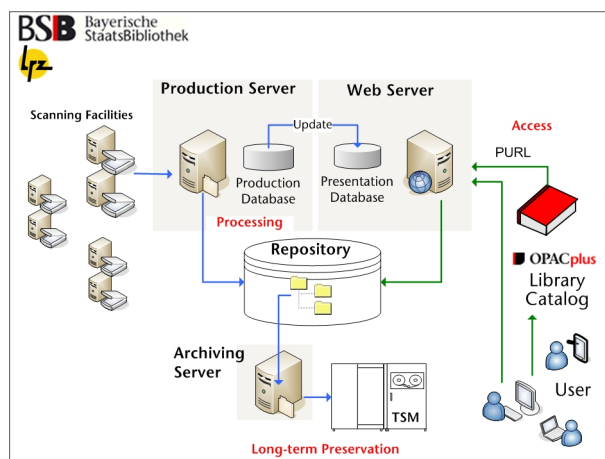 BSB Bayerische
StaatsBibliothek
lrz
Production Server
Web Server
Scanning Facilities
Update
Access
PURL
Production
Database
Presentation
Database
Processing
Repository
OPACplus
Library
Catalog
Archiving
Server
User
TSM
Long-term Preservation